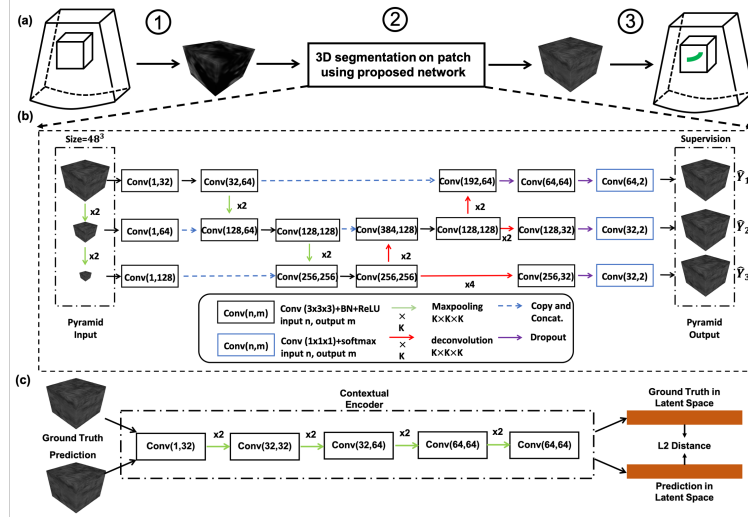 (a)
1
2
3
3D segmentation on patch
using proposed network
(b)
Size=48³
Supervision
Conv(1,32)
Conv(32,64)
Conv(192,64)
Conv(64,64)
Conv(64,2)
Ŷ₁
x2
x2
x2
Conv(1,64)
Conv(128,64)
Conv(128,128)
Conv(384,128)
Conv(128,128)
x2
Conv(128,32)
Conv(32,2)
Ŷ₂
x2
x2
x2
Conv(1,128)
Conv(256,256)
Conv(256,256)
x4
Conv(256,32)
Conv(32,2)
Ŷ₃
Pyramid
Input
Conv(n,m)
Conv (3x3x3)+BN+ReLU
input n, output m
×
K
Maxpooling
K×K×K
Copy and
Concat.
Conv(n,m)
Conv (1x1x1)+softmax
input n, output m
×
K
deconvolution
K×K×K
Dropout
Pyramid
Output
(c)
Ground Truth
Prediction
Contextual
Encoder
Conv(1,32)
x2
Conv(32,32)
x2
Conv(32,64)
x2
Conv(64,64)
x2
Conv(64,64)
Ground Truth in
Latent Space
L2 Distance
Prediction in
Latent Space